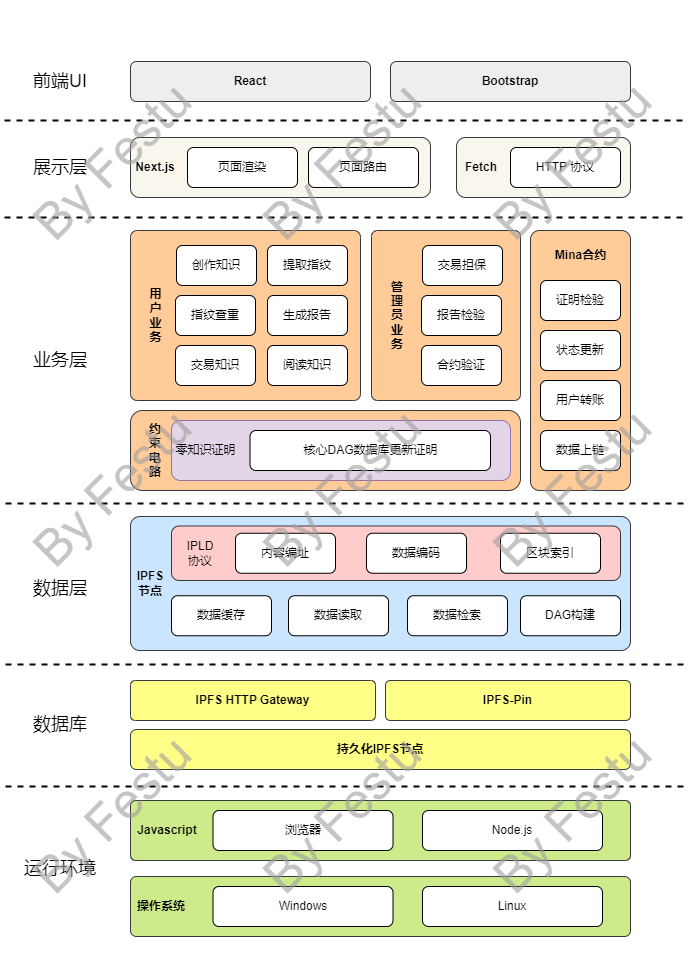 前端UI
React
Bootstrap
展示层
Next.js
页面渲染
页面路由
Fetch
HTTP 协议
业务层
用户业务
创作知识
提取指纹
指纹查重
生成报告
交易知识
阅读知识
管理员业务
交易担保
报告检验
合约验证
Mina合约
证明检验
状态更新
用户转账
数据上链
约束电路
零知识证明
核心DAG数据库更新证明
数据层
IPFS
节点
IPLD
协议
内容编址
数据编码
区块索引
数据缓存
数据读取
数据检索
DAG构建
数据库
IPFS HTTP Gateway
IPFS-Pin
持久化IPFS节点
运行环境
Javascript
浏览器
Node.js
操作系统
Windows
Linux
By Festu
By Festu
By Festu
By Festu
By Festu
By Festu
By Festu
By Festu
By Festu